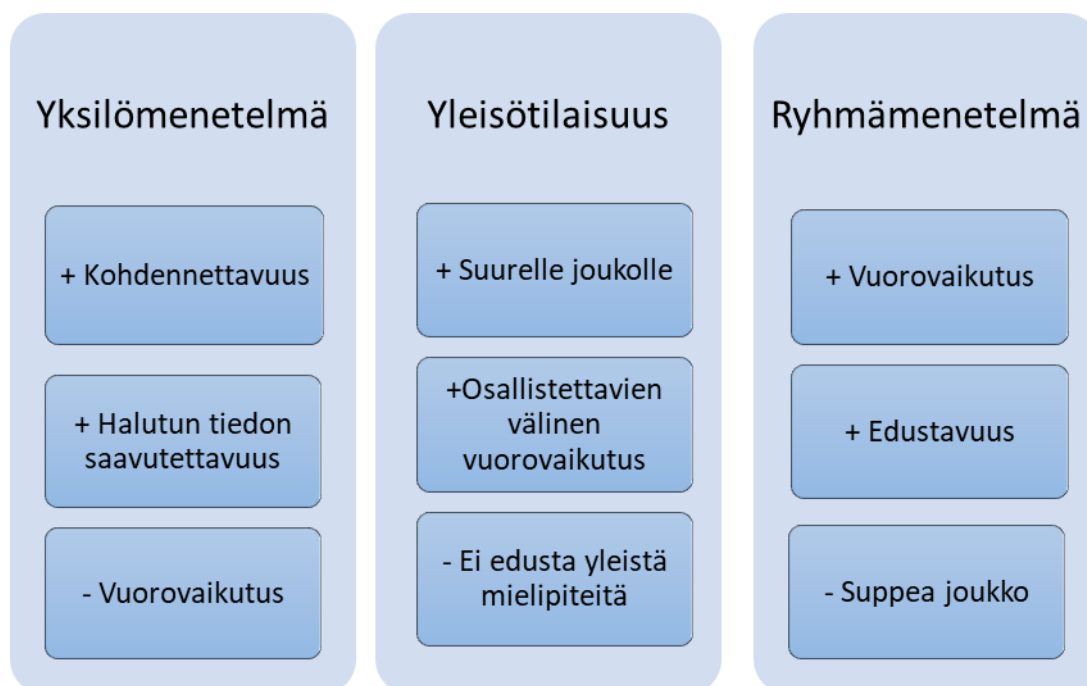 Yksilömenetelmä
+ Kohdennettavuus
+ Halutun tiedon
saavutettavuus
- Vuorovaikutus
Yleisötilaisuus
+ Suurelle joukolle
+Osallistettavien
välinen
vuorovaikutus
- Ei edusta yleistä
mielipiteitä
Ryhmämenetelmä
+ Vuorovaikutus
+ Edustavuus
- Suppea joukko